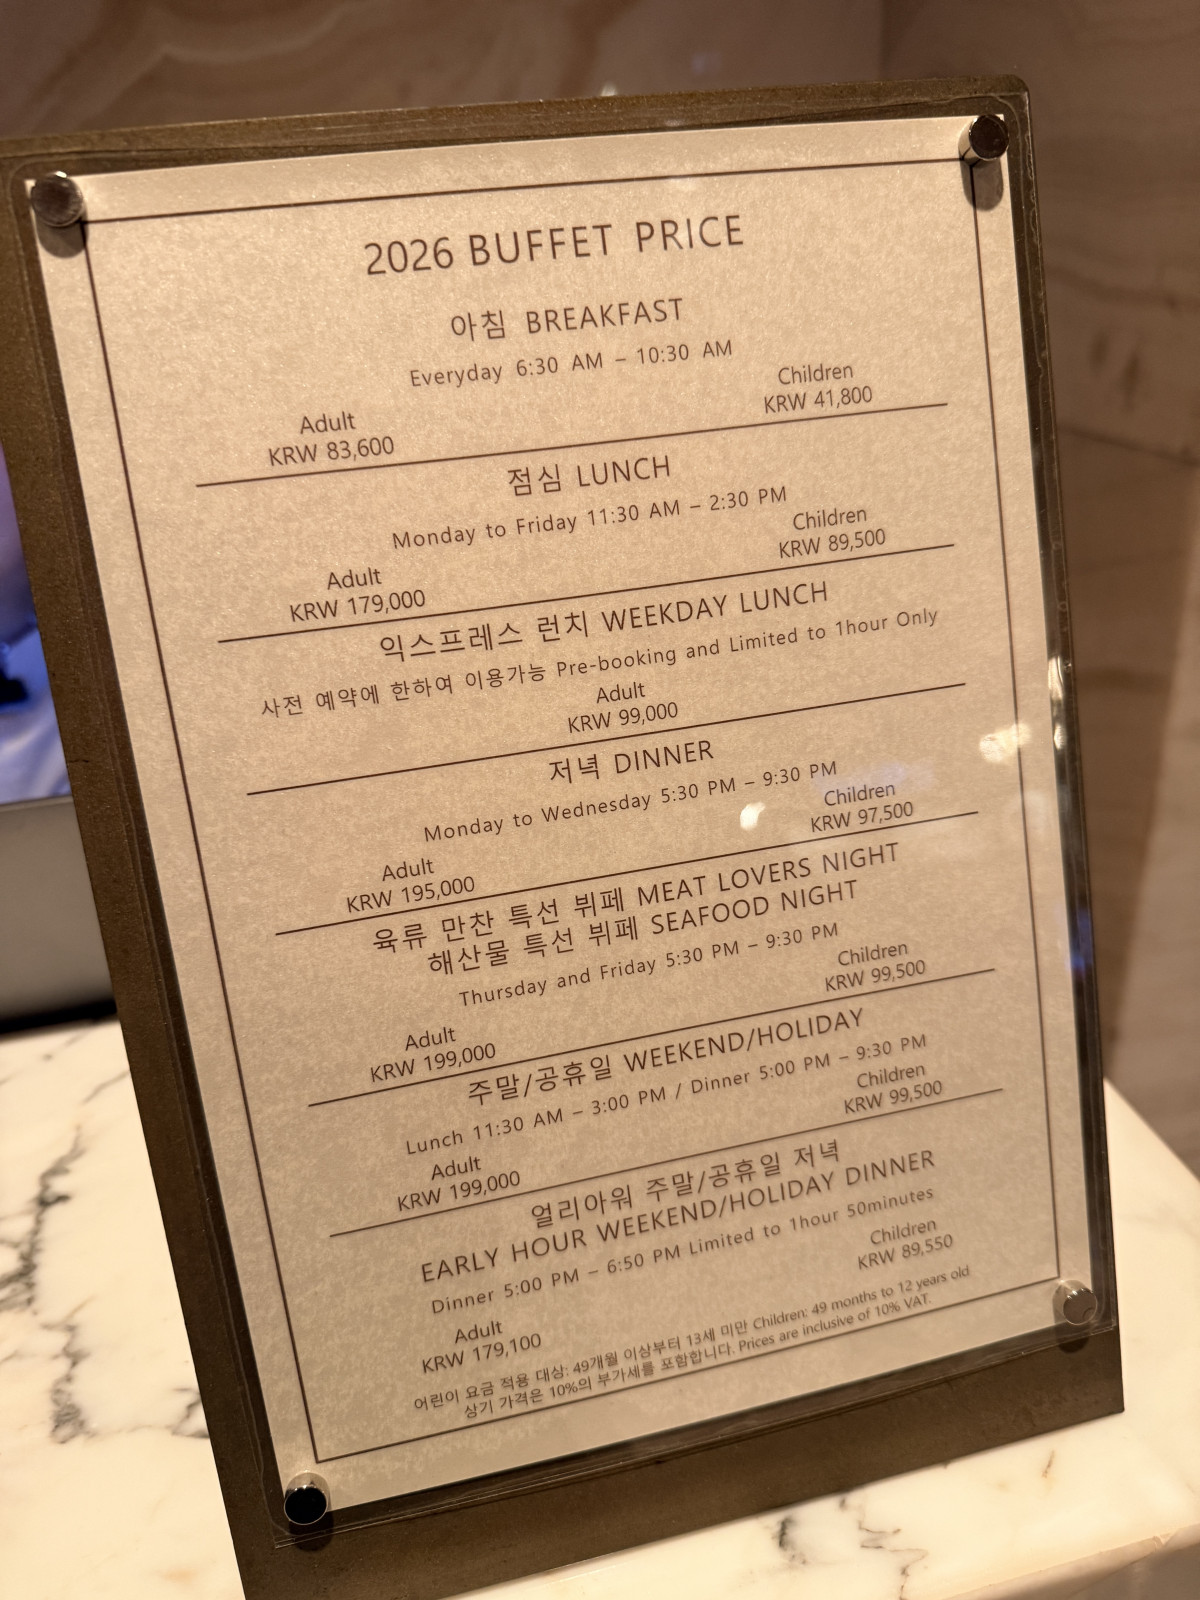 2026 BUFFET PRICE
아침 BREAKFAST
Everyday 6:30 AM – 10:30 AM
Adult
KRW 83,600
Children
KRW 41,800
점심 LUNCH
Monday to Friday 11:30 AM – 2:30 PM
Adult
KRW 179,000
Children
KRW 89,500
익스프레스 런치 WEEKDAY LUNCH
사전 예약에 한하여 이용가능 Pre-booking and Limited to 1hour Only
Adult
KRW 99,000
저녁 DINNER
Monday to Wednesday 5:30 PM – 9:30 PM
Adult
KRW 195,000
Children
KRW 97,500
육류 만찬 특선 뷔페 MEAT LOVERS NIGHT
해산물 특선 뷔페 SEAFOOD NIGHT
Thursday and Friday 5:30 PM – 9:30 PM
Adult
KRW 199,000
Children
KRW 99,500
주말/공휴일 WEEKEND/HOLIDAY
Lunch 11:30 AM – 3:00 PM / Dinner 5:00 PM – 9:30 PM
Adult
KRW 199,000
Children
KRW 99,500
얼리아워 주말/공휴일 저녁
EARLY HOUR WEEKEND/HOLIDAY DINNER
Dinner 5:00 PM – 6:50 PM Limited to 1hour 50minutes
Adult
KRW 179,100
Children
KRW 89,550
어린이 요금 적용 대상: 49개월 이상부터 13세 미만 Children: 49 months to 12 years old
상기 가격은 10%의 부가세를 포함합니다. Prices are inclusive of 10% VAT.